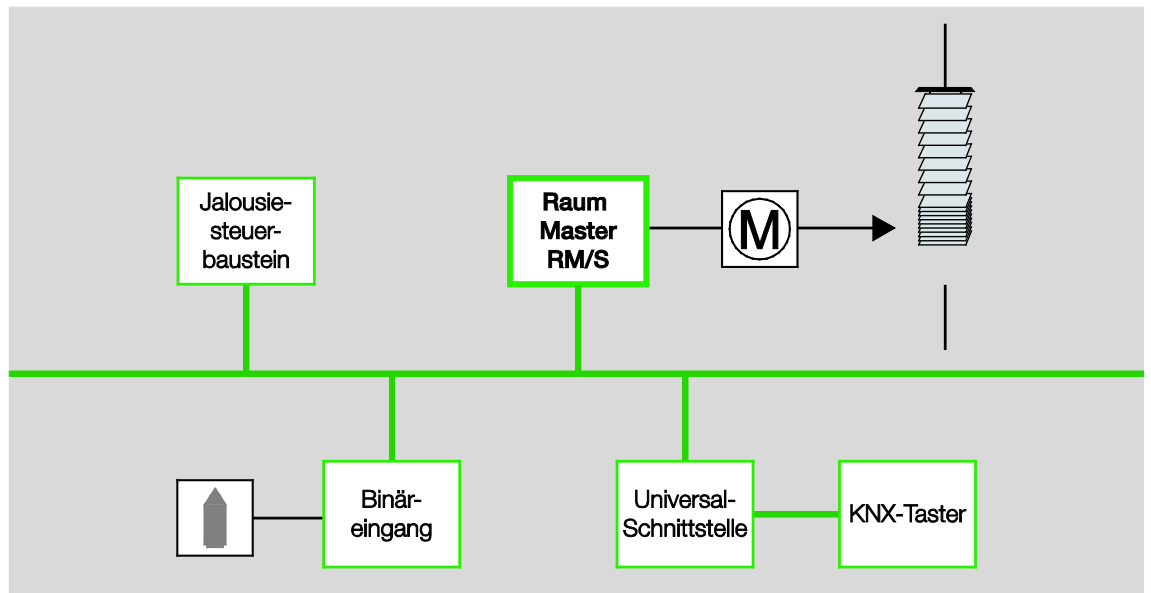 Jalousie-
steuer-
baustein
Raum
Master
RM/S
M
Binär-
eingang
Universal-
Schnittstelle
KNX-Taster